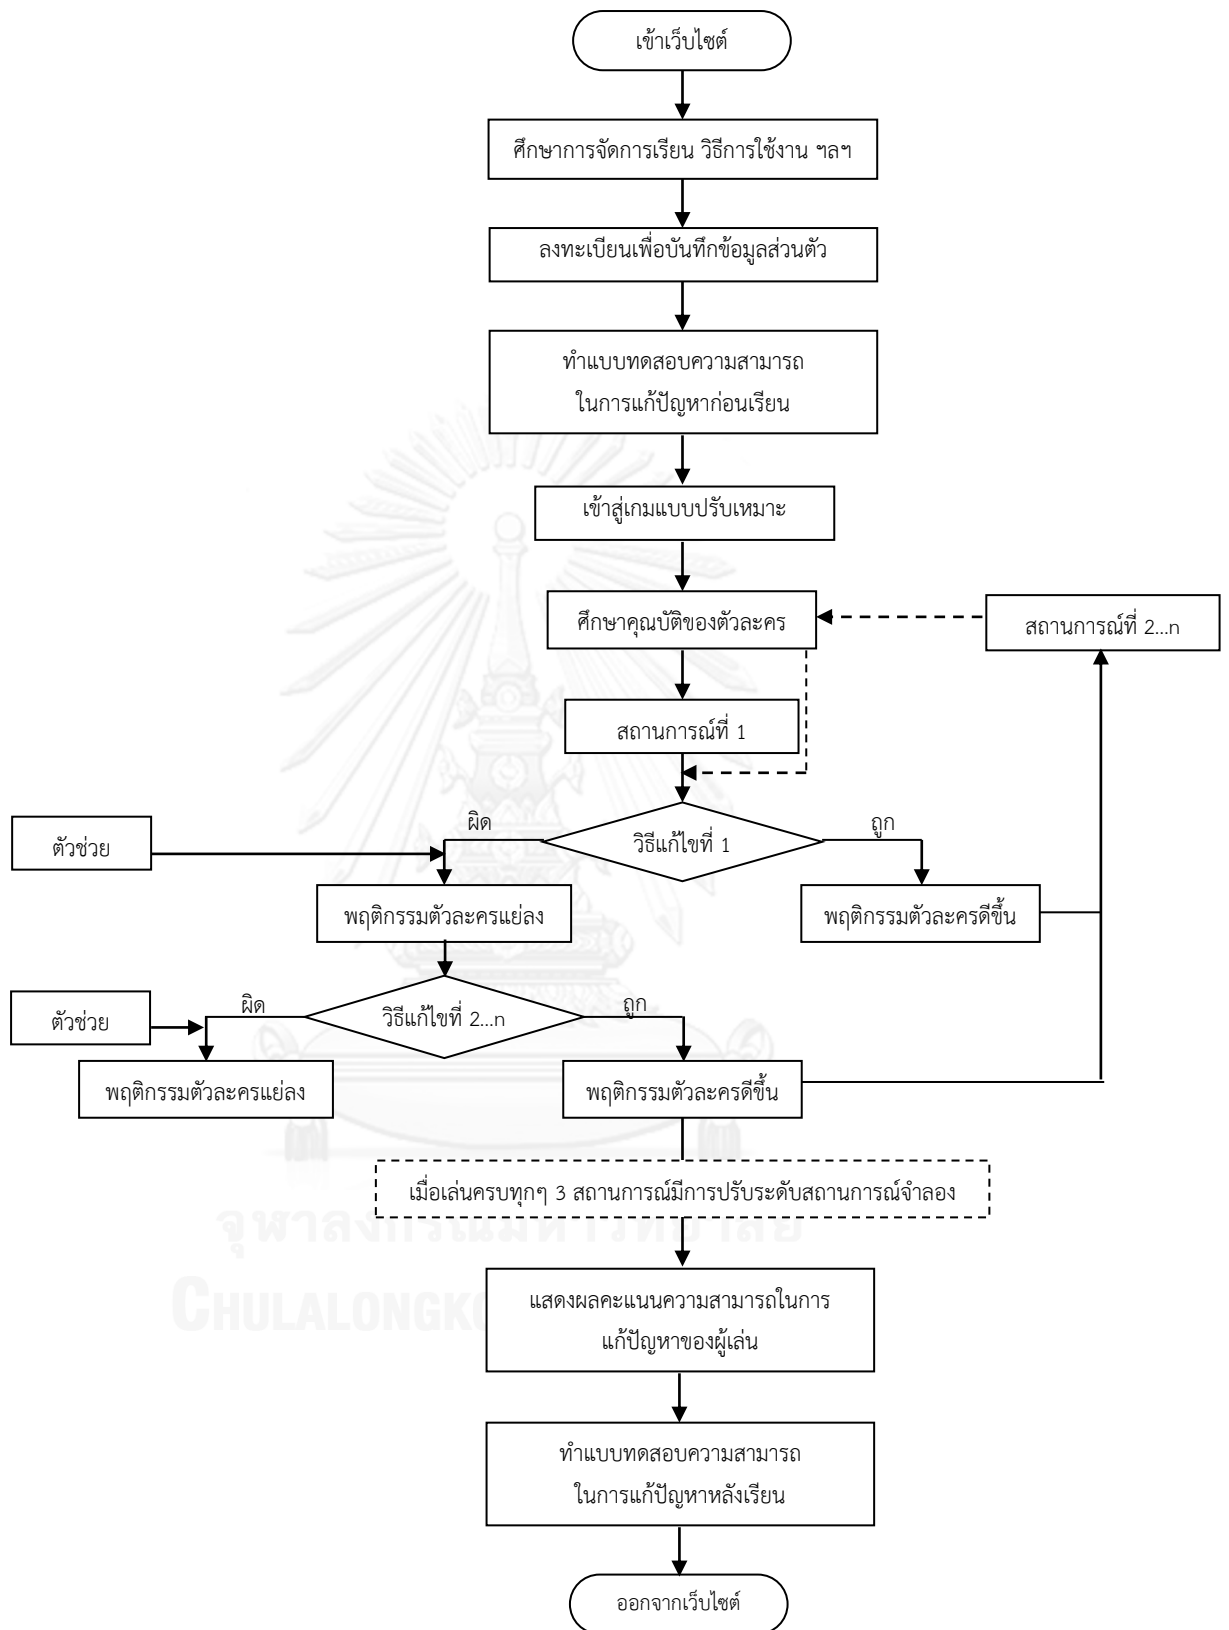 เข้าเว็บไซต์
ศึกษาการจัดการเรียน วิธีการใช้งาน ฯลฯ
ลงทะเบียนเพื่อบันทึกข้อมูลส่วนตัว
ทำแบบทดสอบความสามารถ
ในการแก้ปัญหาก่อนเรียน
เข้าสู่เกมแบบปรับเหมาะ
ศึกษาคุณบัติของตัวละคร
สถานการณ์ที่ 2...n
สถานการณ์ที่ 1
ผิด
ถูก
ตัวช่วย
วิธีแก้ไขที่ 1
พฤติกรรมตัวละครแย่ลง
พฤติกรรมตัวละครดีขึ้น
ผิด
ถูก
ตัวช่วย
วิธีแก้ไขที่ 2...n
พฤติกรรมตัวละครแย่ลง
พฤติกรรมตัวละครดีขึ้น
เมื่อเล่นครบทุกๆ 3 สถานการณ์มีการปรับระดับสถานการณ์จำลอง
จุฬาลงกรณ์มหาวิทยาลัย
CHULALONGKO
แสดงผลคะแนนความสามารถในการ
แก้ปัญหาของผู้เล่น
ทำแบบทดสอบความสามารถ
ในการแก้ปัญหาหลังเรียน
ออกจากเว็บไซต์